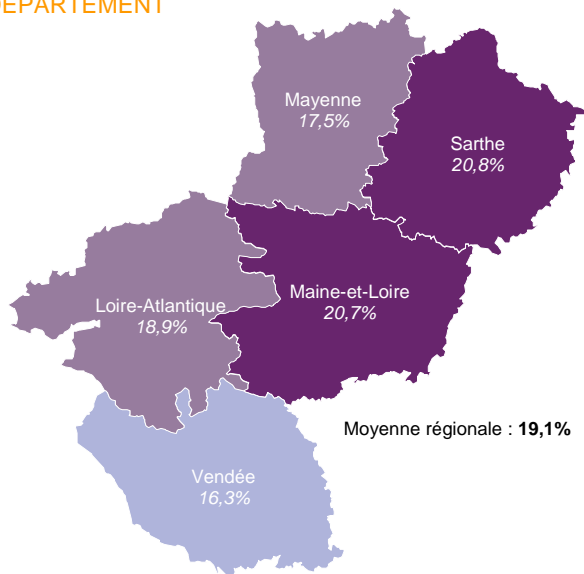 DÉPARTEMENT
Mayenne
17,5%
Sarthe
20,8%
Loire-Atlantique
18,9%
Maine-et-Loire
20,7%
Moyenne régionale : 19,1%
Vendée
16,3%